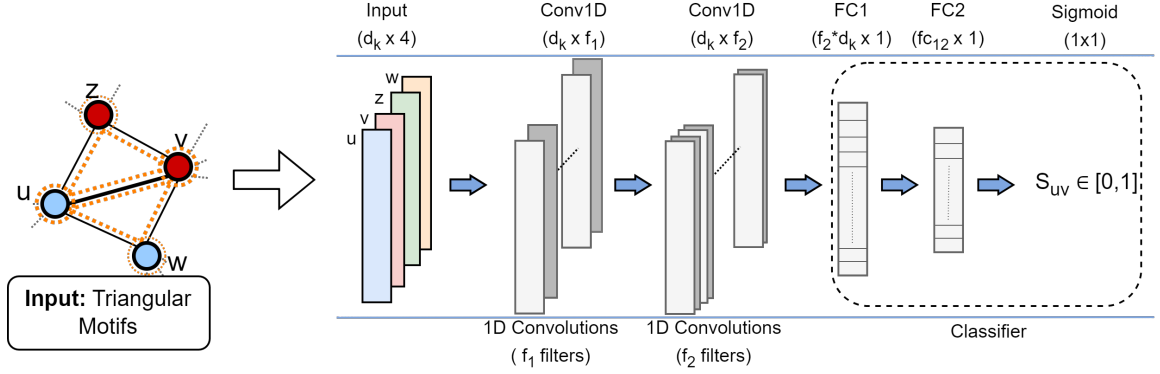 Input
(dk x 4)
Conv1D
(dk x f1)
Conv1D
(dk x f2)
FC1
(f2*dk x 1)
FC2
(fc12 x 1)
Sigmoid
(1x1)
z
v
u
w
Input: Triangular
Motifs
w
z
v
u
Suv ∈ [0,1]
1D Convolutions
( f1 filters)
1D Convolutions
(f2 filters)
Classifier